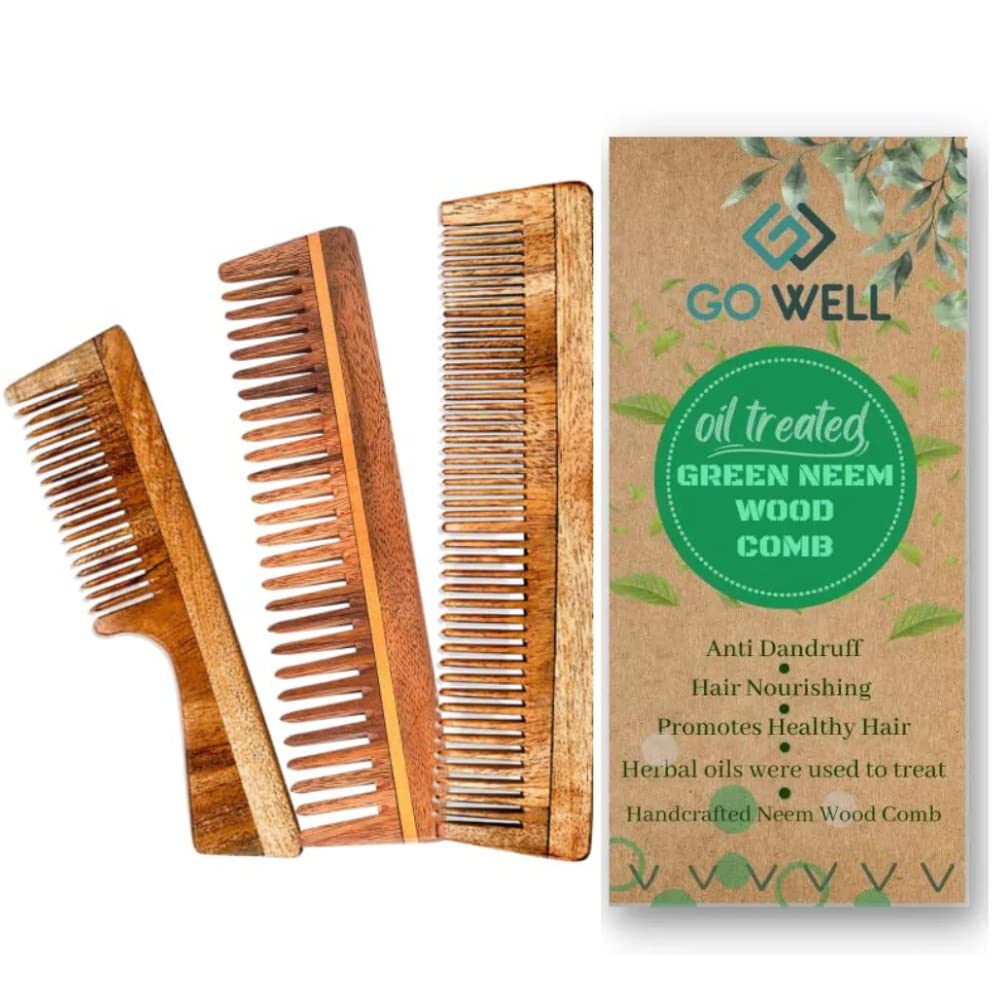 GO WELL
oil treated
GREEN NEEM
WOOD
COMB
Anti Dandruff
Hair Nourishing
Promotes Healthy Hair
Herbal oils were used to treat
Handcrafted Neem Wood Comb